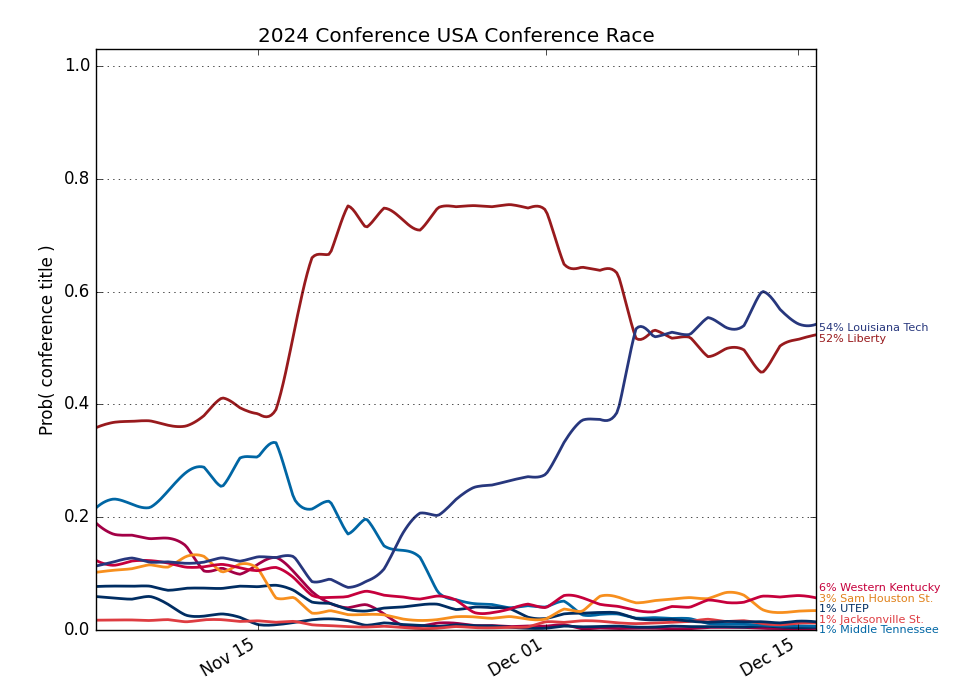 2024 Conference USA Conference Race
Prob( conference title )
1.0
0.8
0.6
0.4
0.2
0.0
Nov 15
Dec 01
Dec 15
54% Louisiana Tech
52% Liberty
6% Western Kentucky
3% Sam Houston St.
1% UTEP
1% Jacksonville St.
1% Middle Tennessee